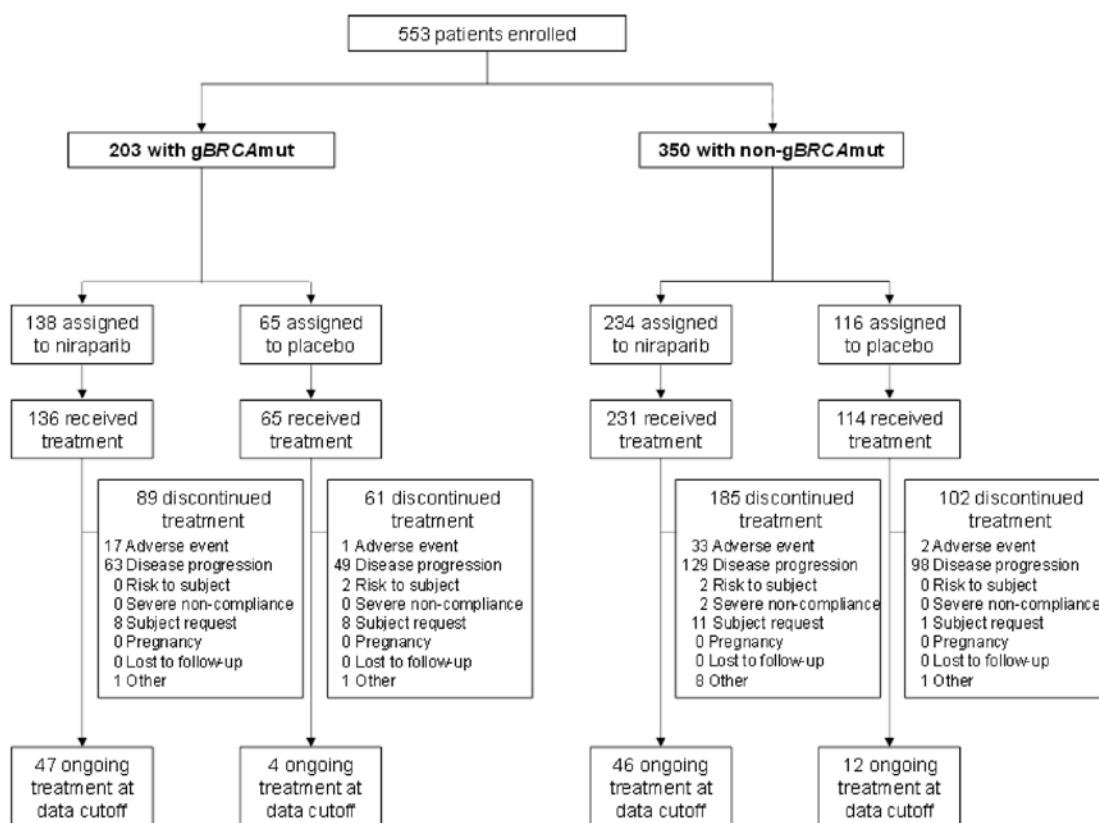 553 patients enrolled
203 with gBRCAmut
350 with non-gBRCAmut
138 assigned
to niraparib
65 assigned
to placebo
234 assigned
to niraparib
116 assigned
to placebo
136 received
treatment
65 received
treatment
231 received
treatment
114 received
treatment
89 discontinued
treatment
17 Adverse event
63 Disease progression
0 Risk to subject
0 Severe non-compliance
8 Subject request
0 Pregnancy
0 Lost to follow-up
1 Other
61 discontinued
treatment
1 Adverse event
49 Disease progression
2 Risk to subject
0 Severe non-compliance
8 Subject request
0 Pregnancy
0 Lost to follow-up
1 Other
185 discontinued
treatment
33 Adverse event
129 Disease progression
2 Risk to subject
2 Severe non-compliance
11 Subject request
0 Pregnancy
0 Lost to follow-up
8 Other
102 discontinued
treatment
2 Adverse event
98 Disease progression
0 Risk to subject
0 Severe non-compliance
1 Subject request
0 Pregnancy
0 Lost to follow-up
1 Other
47 ongoing
treatment at
data cutoff
4 ongoing
treatment at
data cutoff
46 ongoing
treatment at
data cutoff
12 ongoing
treatment at
data cutoff